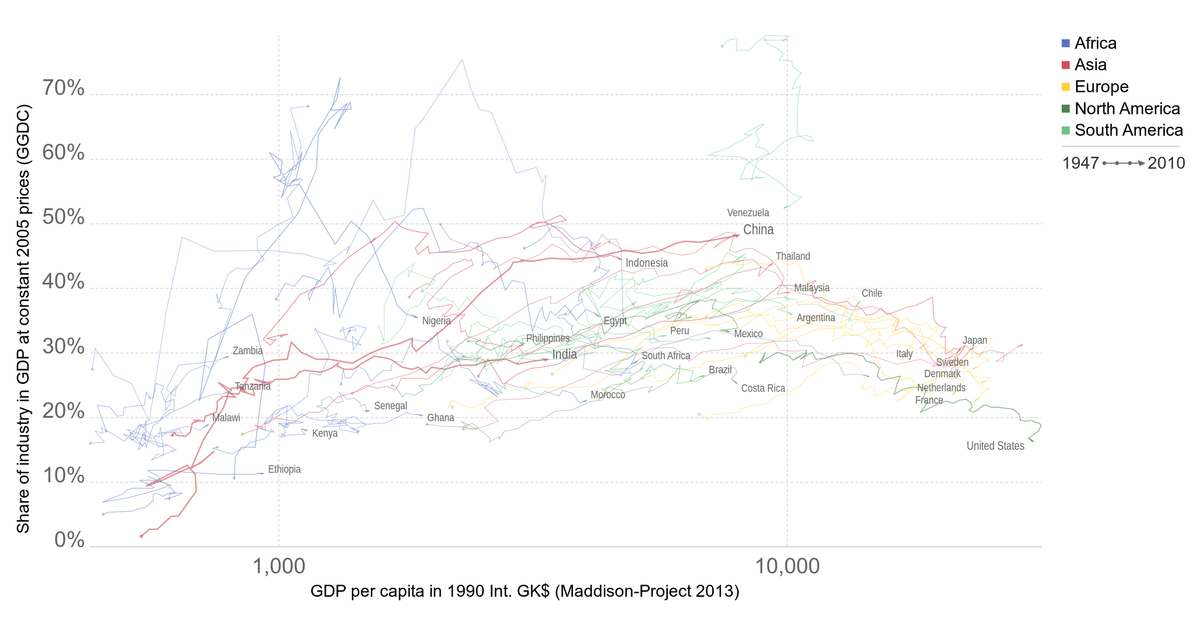 Africa
Asia
Europe
North America
South America
1947 2010
Share of industry in GDP at constant 2005 prices (GGDC)
70%
60%
50%
40%
30%
20%
10%
0%
Venezuela
China
Thailand
Indonesia
Malaysia
Chile
Nigeria
Egypt
Argentina
Peru
Mexico
Philippines
Japan
Zambia
India
South Africa
Italy
Sweden
Brazil
Denmark
Tanzania
Costa Rica
Netherlands
Morocco
France
Senegal
Malawi
Ghana
Kenya
United States
Ethiopia
1,000
10,000
GDP per capita in 1990 Int. GK$ (Maddison-Project 2013)